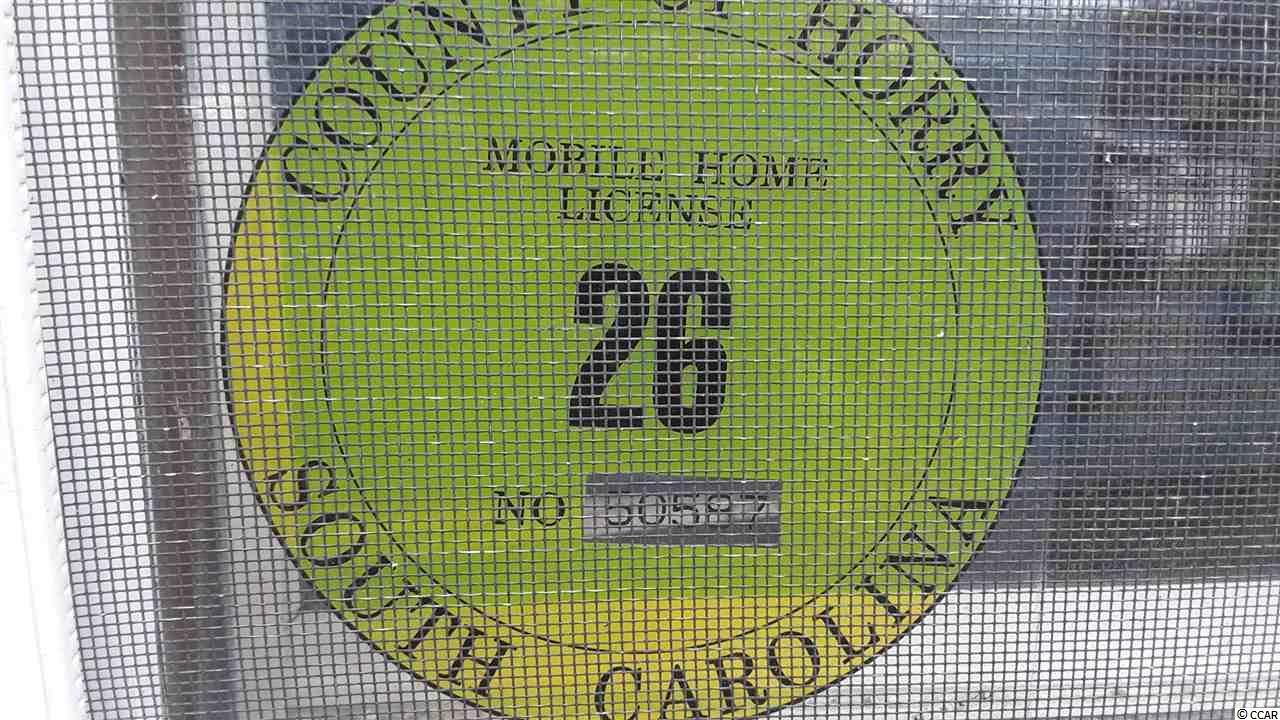 COUNTY OF HORRY
MOBILE HOME
LICENSE
26
NO 50587
SOUTH CAROLINA
© CCAR